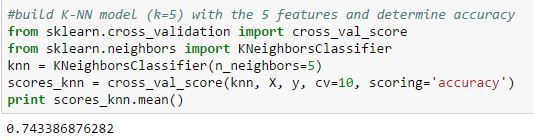 #build K-NN model (k=5) with the 5 features and determine accuracy
from sklearn.cross_validation import cross_val_score
from sklearn.neighbors import KNeighborsClassifier
knn = KNeighborsClassifier(n_neighbors=5)
scores_knn = cross_val_score(knn, X, y, cv=10, scoring='accuracy')
print scores_knn.mean()
0.743386876282